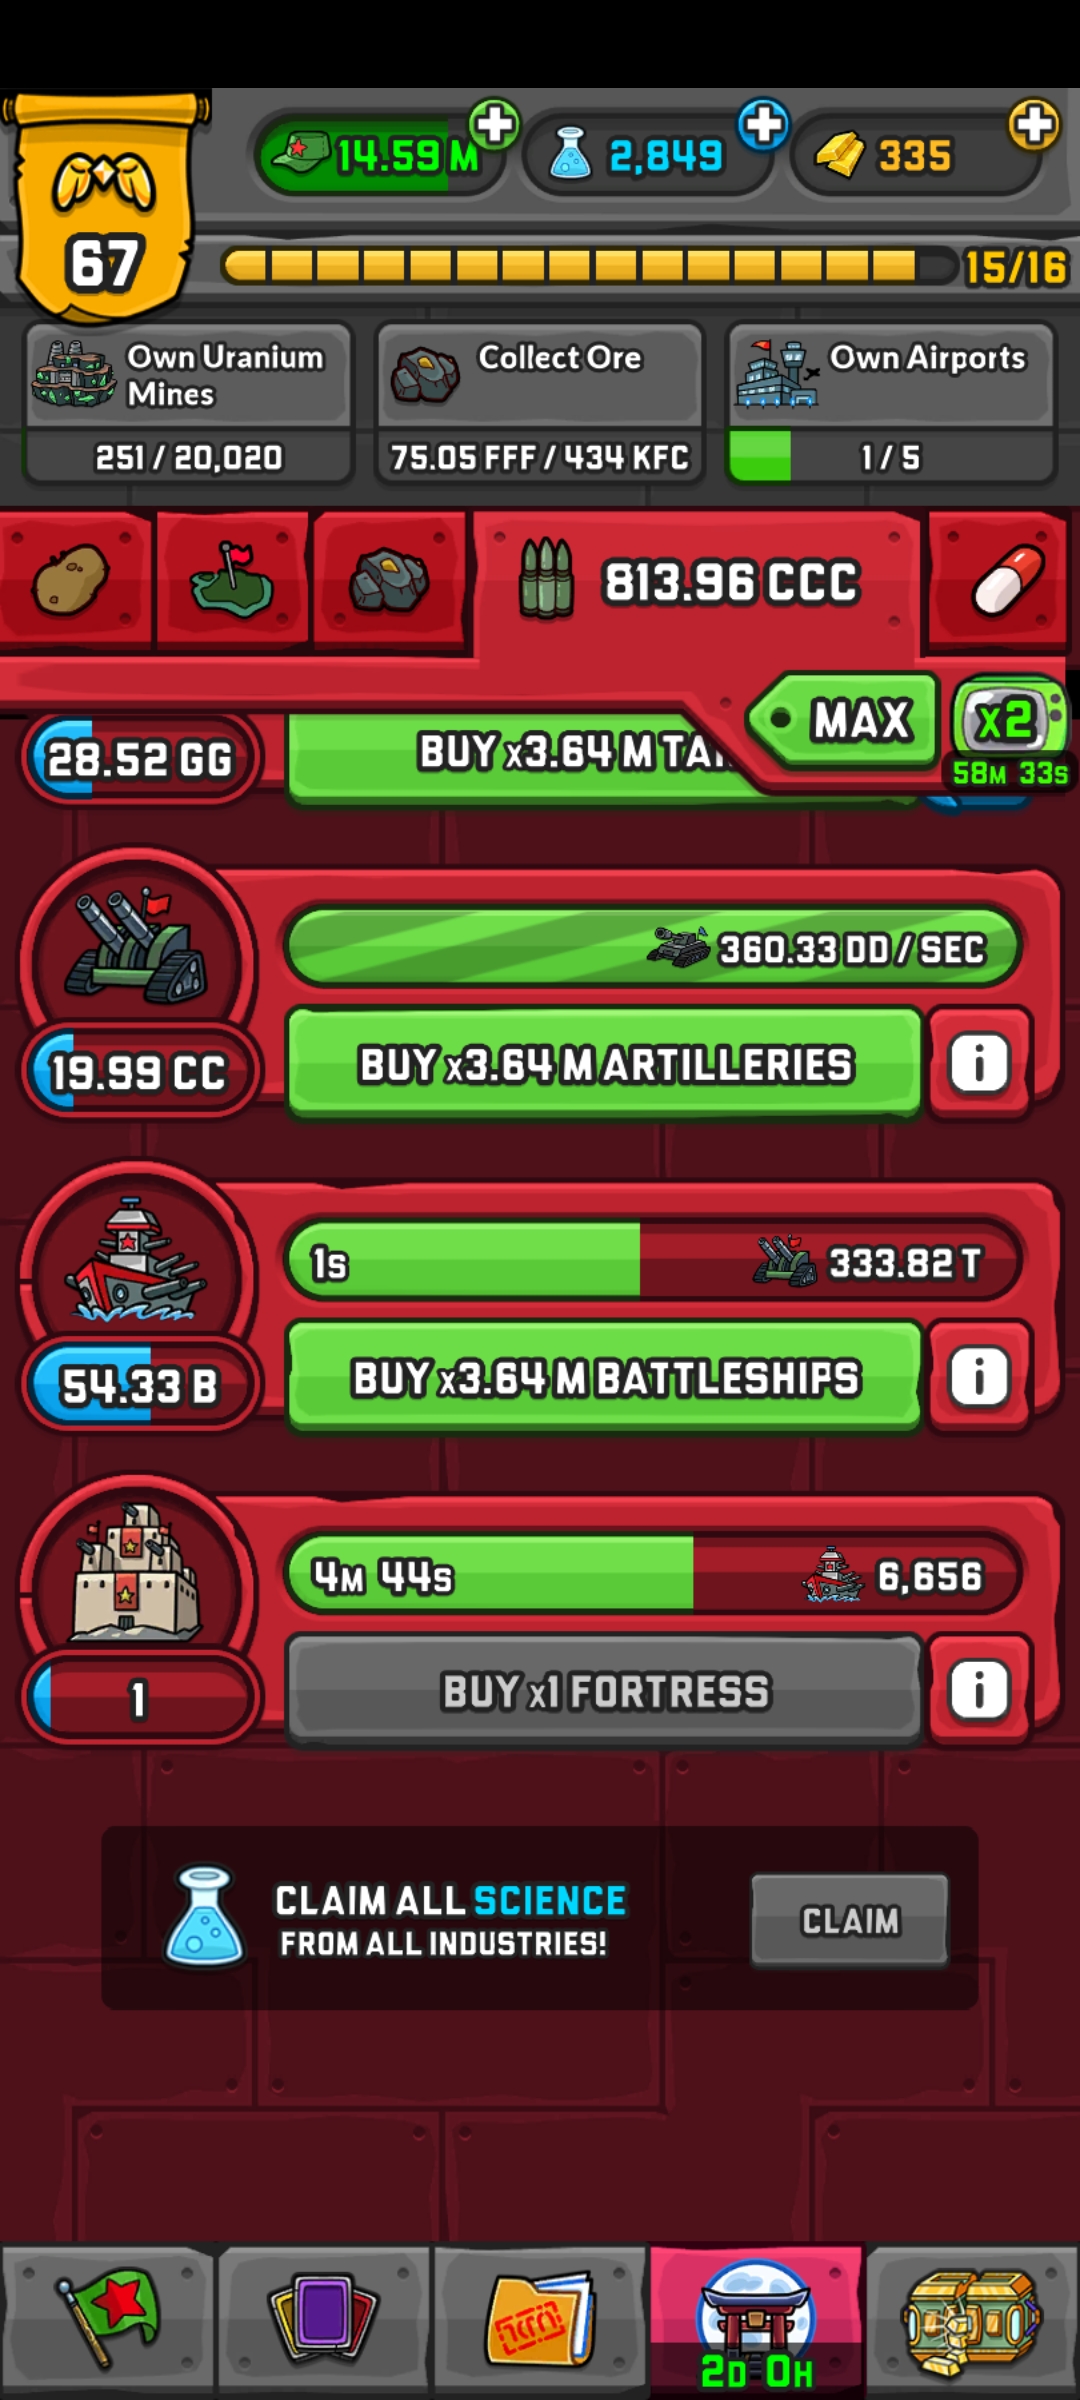 14.59 M
2,849
335
67
15/16
Own Uranium
Mines
Collect Ore
Own Airports
251 / 20,020
75.05 FFF / 434 KFC
1 / 5
813.96 CCC
MAX
x2
58M 33S
28.52 GG
BUY x3.64 M
360.33 DD / SEC
19.99 CC
BUY x3.64 M ARTILLERIES
1S
333.82 T
54.33 B
BUY x3.64 M BATTLESHIPS
4M 44S
6,656
1
BUY x1 FORTRESS
CLAIM ALL SCIENCE
FROM ALL INDUSTRIES!
CLAIM
2D 0H